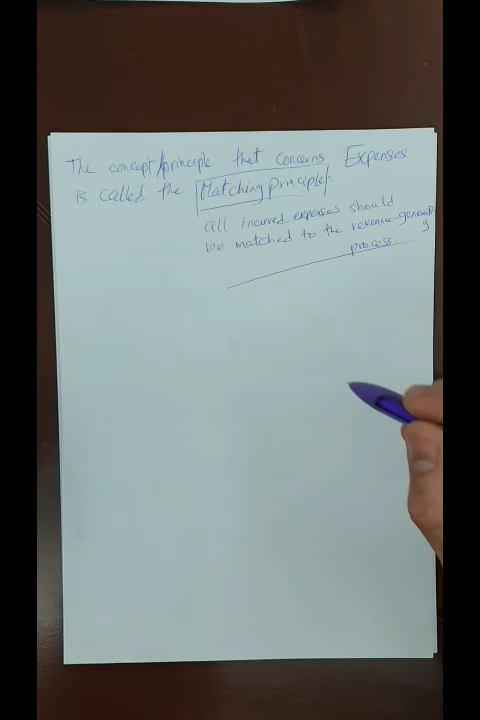 The concept/principle that concerns Expenses
is called the Matching principle:
all incurred expenses should
be matched to the revenue-generating
process.